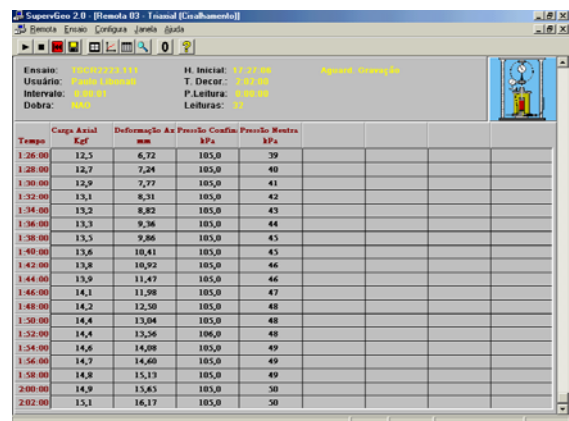 SupervGeo 2.0 - [Remota 03 - Triaxial [Cisalhamento]]
Remota Ensaio Configura Janela Ajuda
Ensaio: TGCR2223.111 H. Inicial: 17:27:06 Aguard. Gravação
Usuário: Paulo Libonati T. Decor.: 2:02:00
Intervalo: 0:00:01 P.Leitura: 0:00:00
Dobra: NAO Leituras: 72
Carga Axial Deformação Ax Pressão Confin Pressão Neutra
Tempo Kgf mm kPa kPa
1:26:00 12,5 6,72 105,0 39
1:28:00 12,7 7,24 105,0 40
1:30:00 12,9 7,77 105,0 41
1:32:00 13,1 8,31 105,0 42
1:34:00 13,2 8,82 105,0 43
1:36:00 13,3 9,36 105,0 44
1:38:00 13,5 9,86 105,0 45
1:40:00 13,6 10,41 105,0 45
1:42:00 13,8 10,92 105,0 46
1:44:00 13,9 11,47 105,0 46
1:46:00 14,1 11,98 105,0 47
1:48:00 14,2 12,50 105,0 48
1:50:00 14,4 13,04 105,0 48
1:52:00 14,4 13,56 106,0 48
1:54:00 14,6 14,08 105,0 49
1:56:00 14,7 14,60 105,0 49
1:58:00 14,8 15,13 105,0 49
2:00:00 14,9 15,65 105,0 50
2:02:00 15,1 16,17 105,0 50